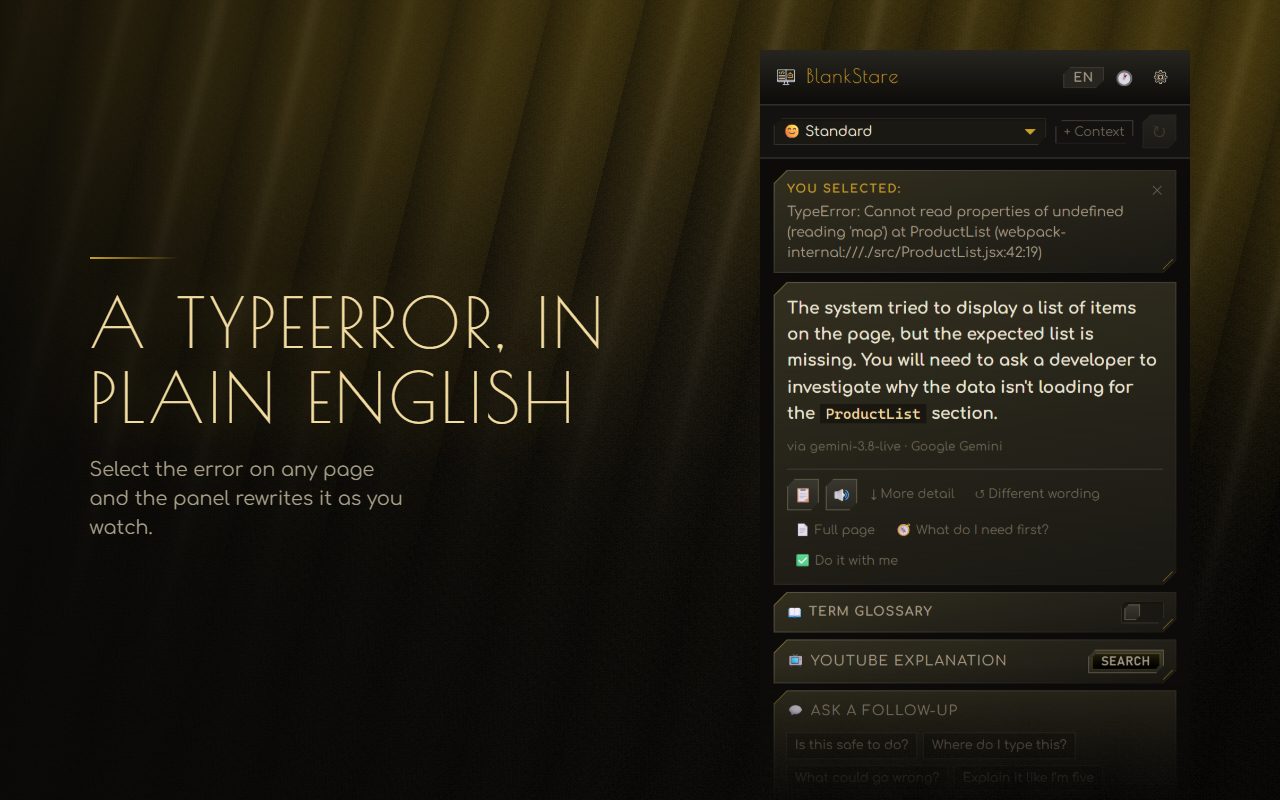 A TYPEERROR, IN
PLAIN ENGLISH
Select the error on any page
and the panel rewrites it as you
watch.
BlankStare
EN
Standard
+ Context
YOU SELECTED:
TypeError: Cannot read properties of undefined
(reading 'map') at ProductList (webpack-
internal:///./src/ProductList.jsx:42:19)
The system tried to display a list of items
on the page, but the expected list is
missing. You will need to ask a developer to
investigate why the data isn't loading for
the ProductList section.
via gemini-3.8-live · Google Gemini
↓ More detail
↺ Different wording
Full page
What do I need first?
Do it with me
TERM GLOSSARY
YOUTUBE EXPLANATION
SEARCH
ASK A FOLLOW-UP
Is this safe to do?
Where do I type this?
What could go wrong?
Explain it like I'm five